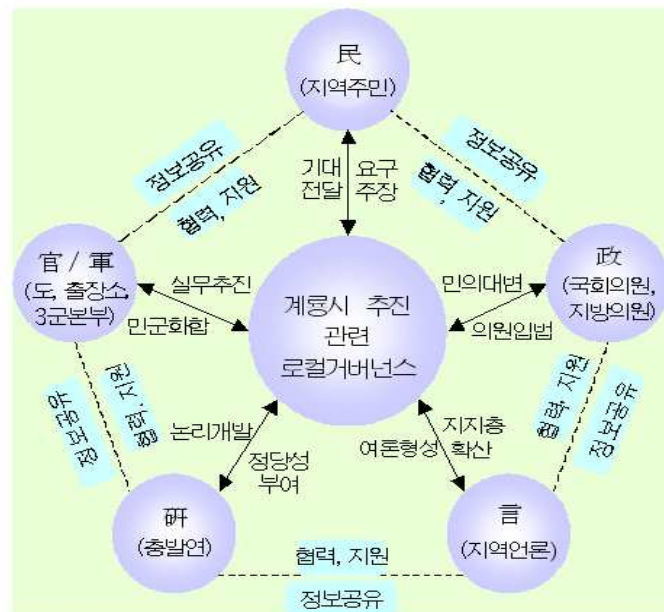 民
(지역주민)
정보공유
협력, 지원
기대
전달
요구
주장
정보공유
협력, 지원
官 / 軍
(도, 출장소,
3군본부)
실무추진
민군화합
계룡시 추진
관련
로컬거버넌스
민의대변
의원입법
政
(국회의원,
지방의원)
정보공유
협력, 지원
논리개발
정당성
부여
여론형성
지지층
확산
협력, 지원
정보공유
硏
(충발연)
협력, 지원
정보공유
言
(지역언론)